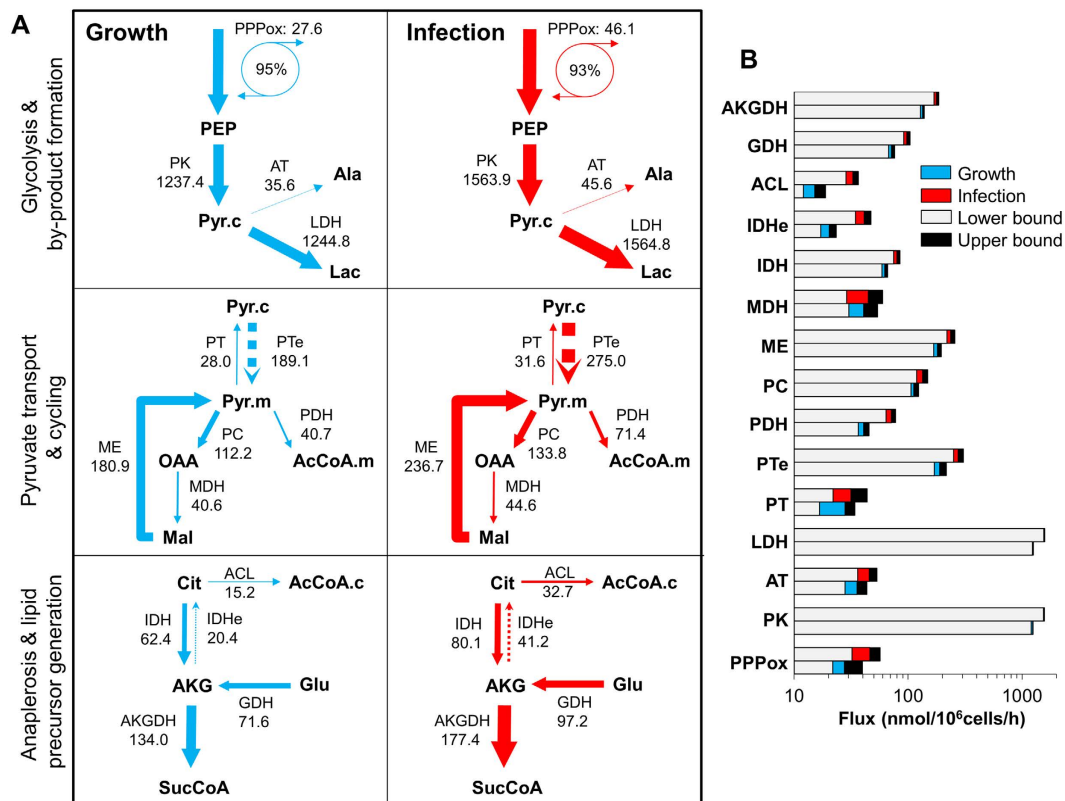 A
Growth
PPPox: 27.6
95%
PEP
PK
1237.4
AT
35.6
Ala
Pyr.c
LDH
1244.8
Lac
Infection
PPPox: 46.1
93%
PEP
PK
1563.9
AT
45.6
Ala
Pyr.c
LDH
1564.8
Lac
Glycolysis &
by-product formation
Pyr.c
PT
28.0
PTe
189.1
Pyr.m
ME
180.9
PC
112.2
PDH
40.7
OAA
AcCoA.m
MDH
40.6
Mal
Pyr.c
PT
31.6
PTe
275.0
Pyr.m
ME
236.7
PC
133.8
PDH
71.4
OAA
AcCoA.m
MDH
44.6
Mal
Pyruvate transport
& cycling
Cit
ACL
15.2
AcCoA.c
IDH
62.4
IDHe
20.4
AKG
Glu
GDH
71.6
AKGDH
134.0
SucCoA
Cit
ACL
32.7
AcCoA.c
IDH
80.1
IDHe
41.2
AKG
Glu
GDH
97.2
AKGDH
177.4
SucCoA
Anaplerosis & lipid
precursor generation
B
AKGDH
GDH
ACL
IDHe
IDH
MDH
ME
PC
PDH
PTe
PT
LDH
AT
PK
PPPox
Growth
Infection
Lower bound
Upper bound
10 100 1000
Flux (nmol/10⁶cells/h)